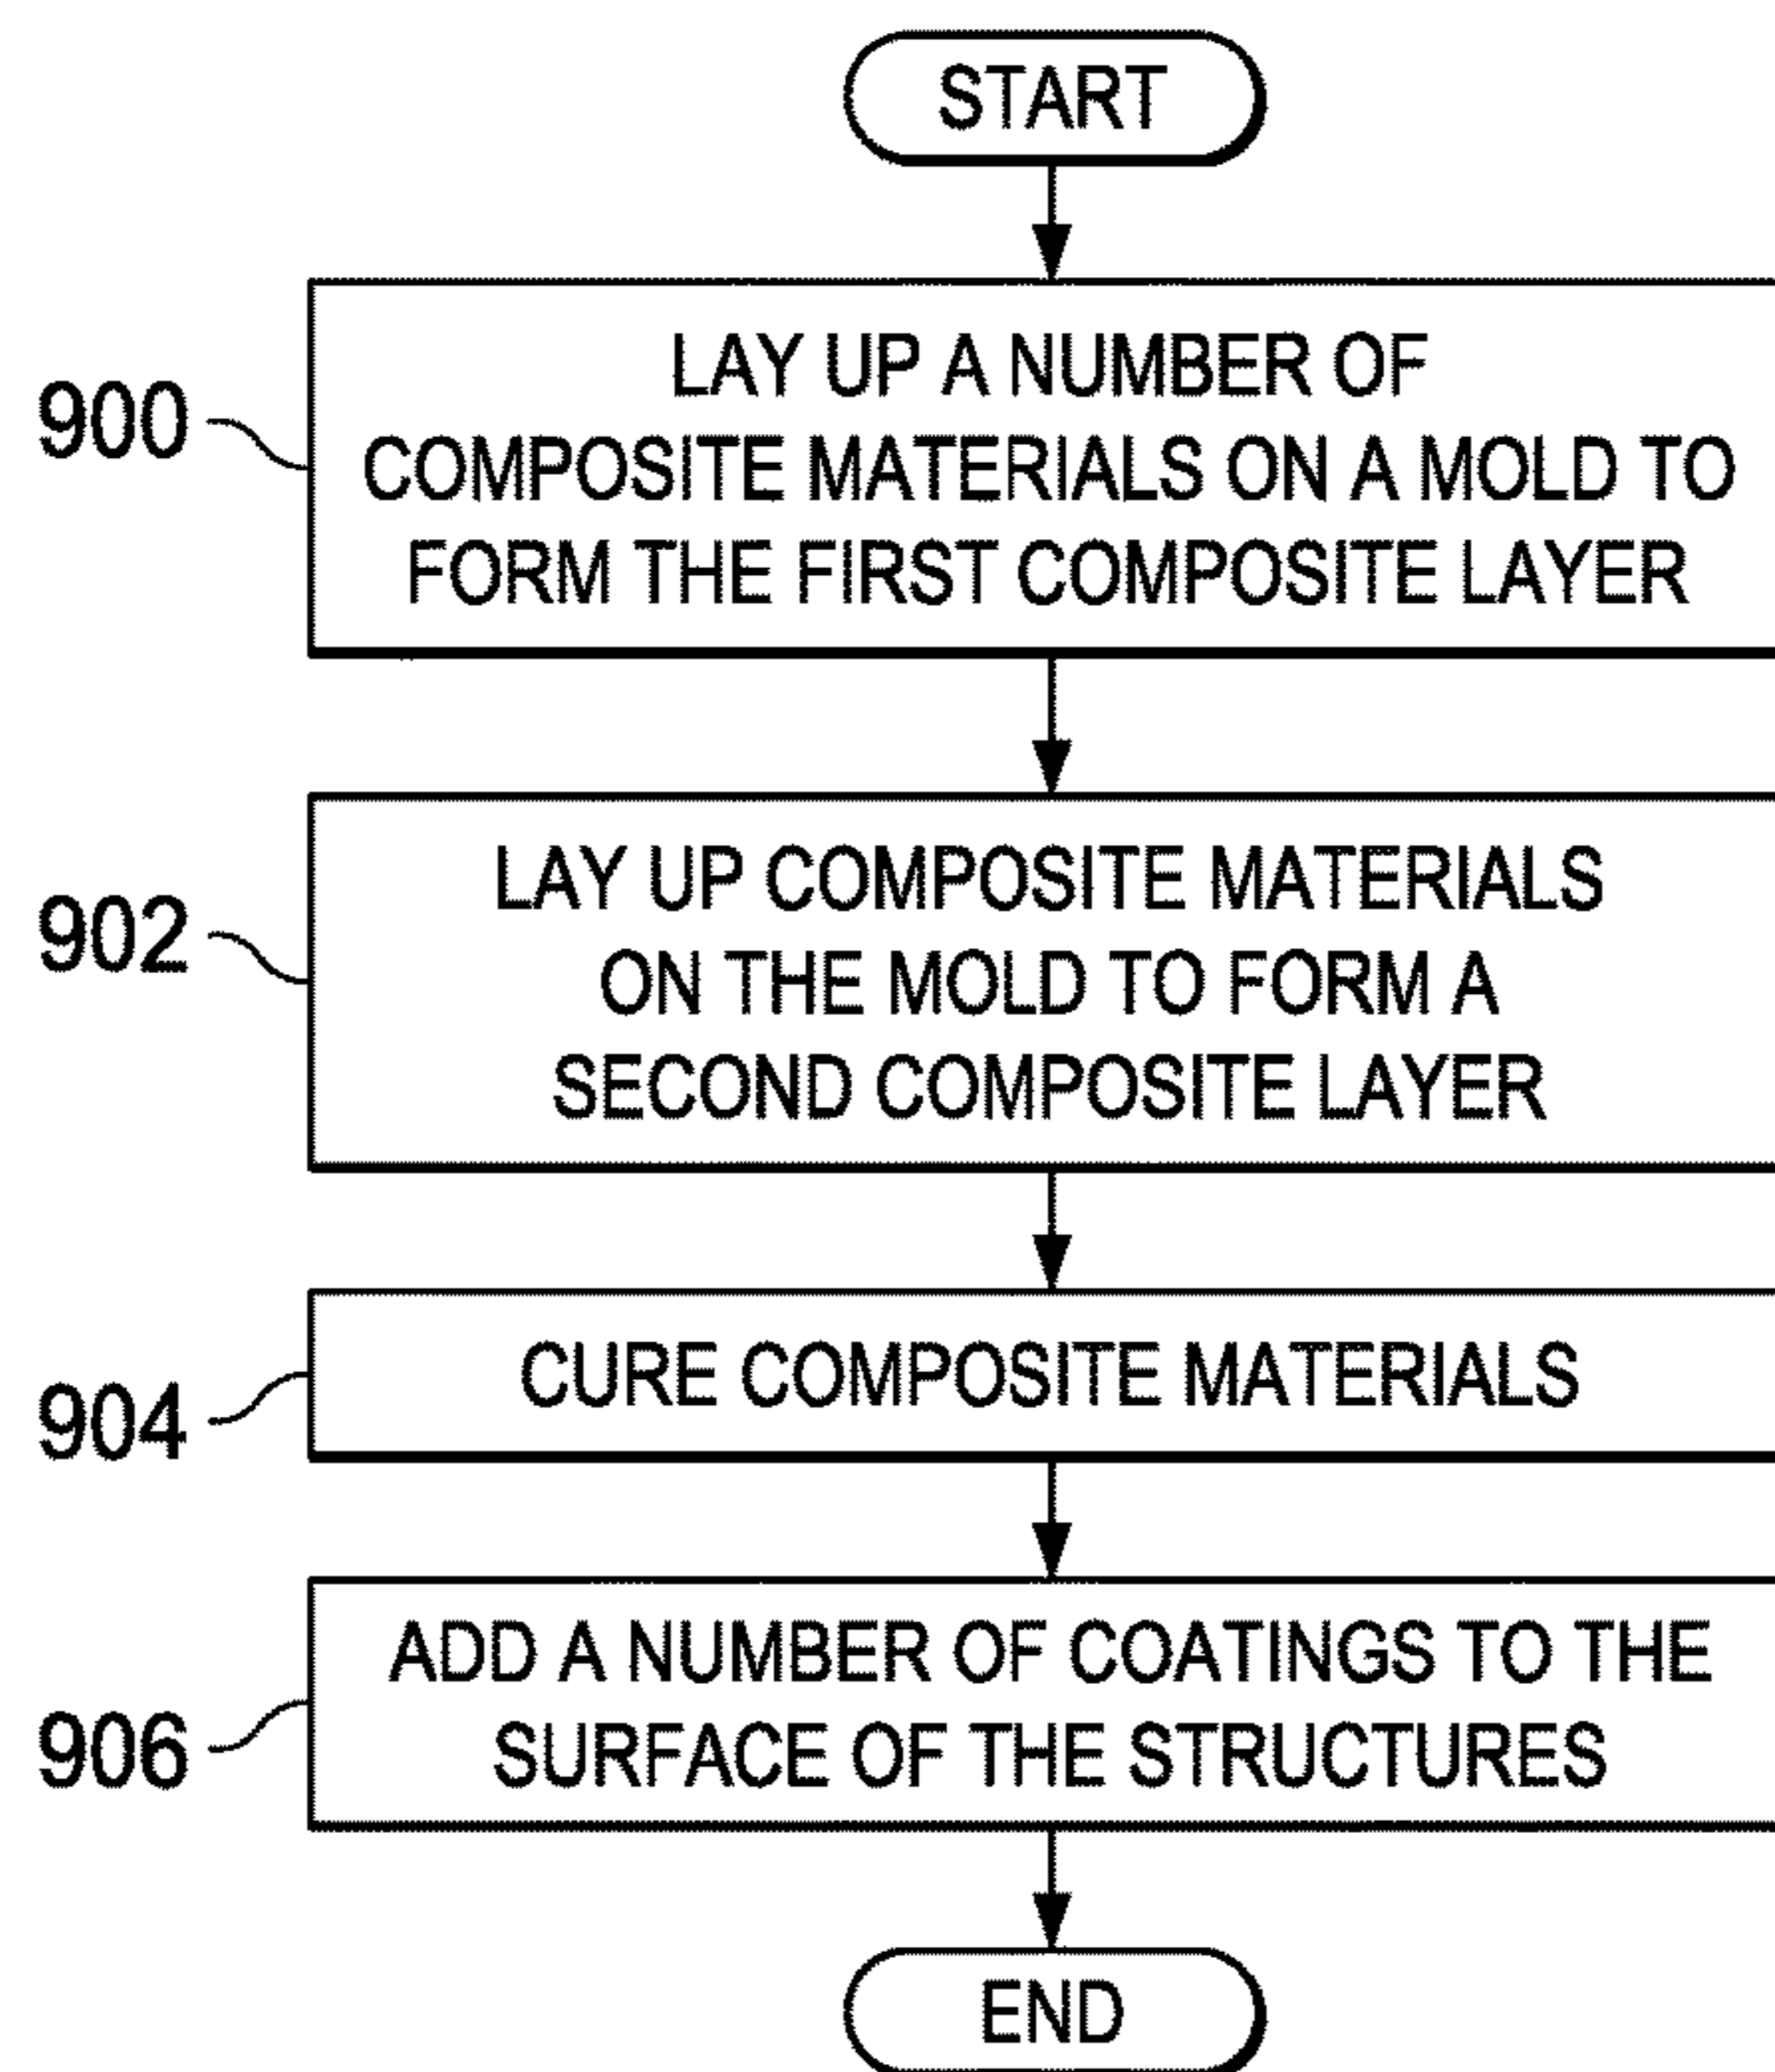 START
900
LAY UP A NUMBER OF
COMPOSITE MATERIALS ON A MOLD TO
FORM THE FIRST COMPOSITE LAYER
902
LAY UP COMPOSITE MATERIALS
ON THE MOLD TO FORM A
SECOND COMPOSITE LAYER
904
CURE COMPOSITE MATERIALS
906
ADD A NUMBER OF COATINGS TO THE
SURFACE OF THE STRUCTURES
END